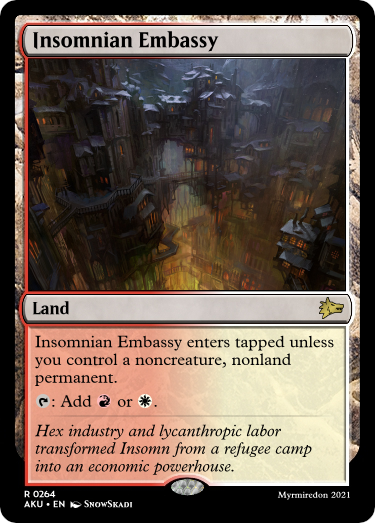 Insomnian Embassy
Land
Insomnian Embassy enters tapped unless
you control a noncreature, nonland
permanent.
: Add or .
Hex industry and lycanthropic labor
transformed Insomn from a refugee camp
into an economic powerhouse.
R 0264
AKU • EN SnowSkadi
Myrmiredon 2021